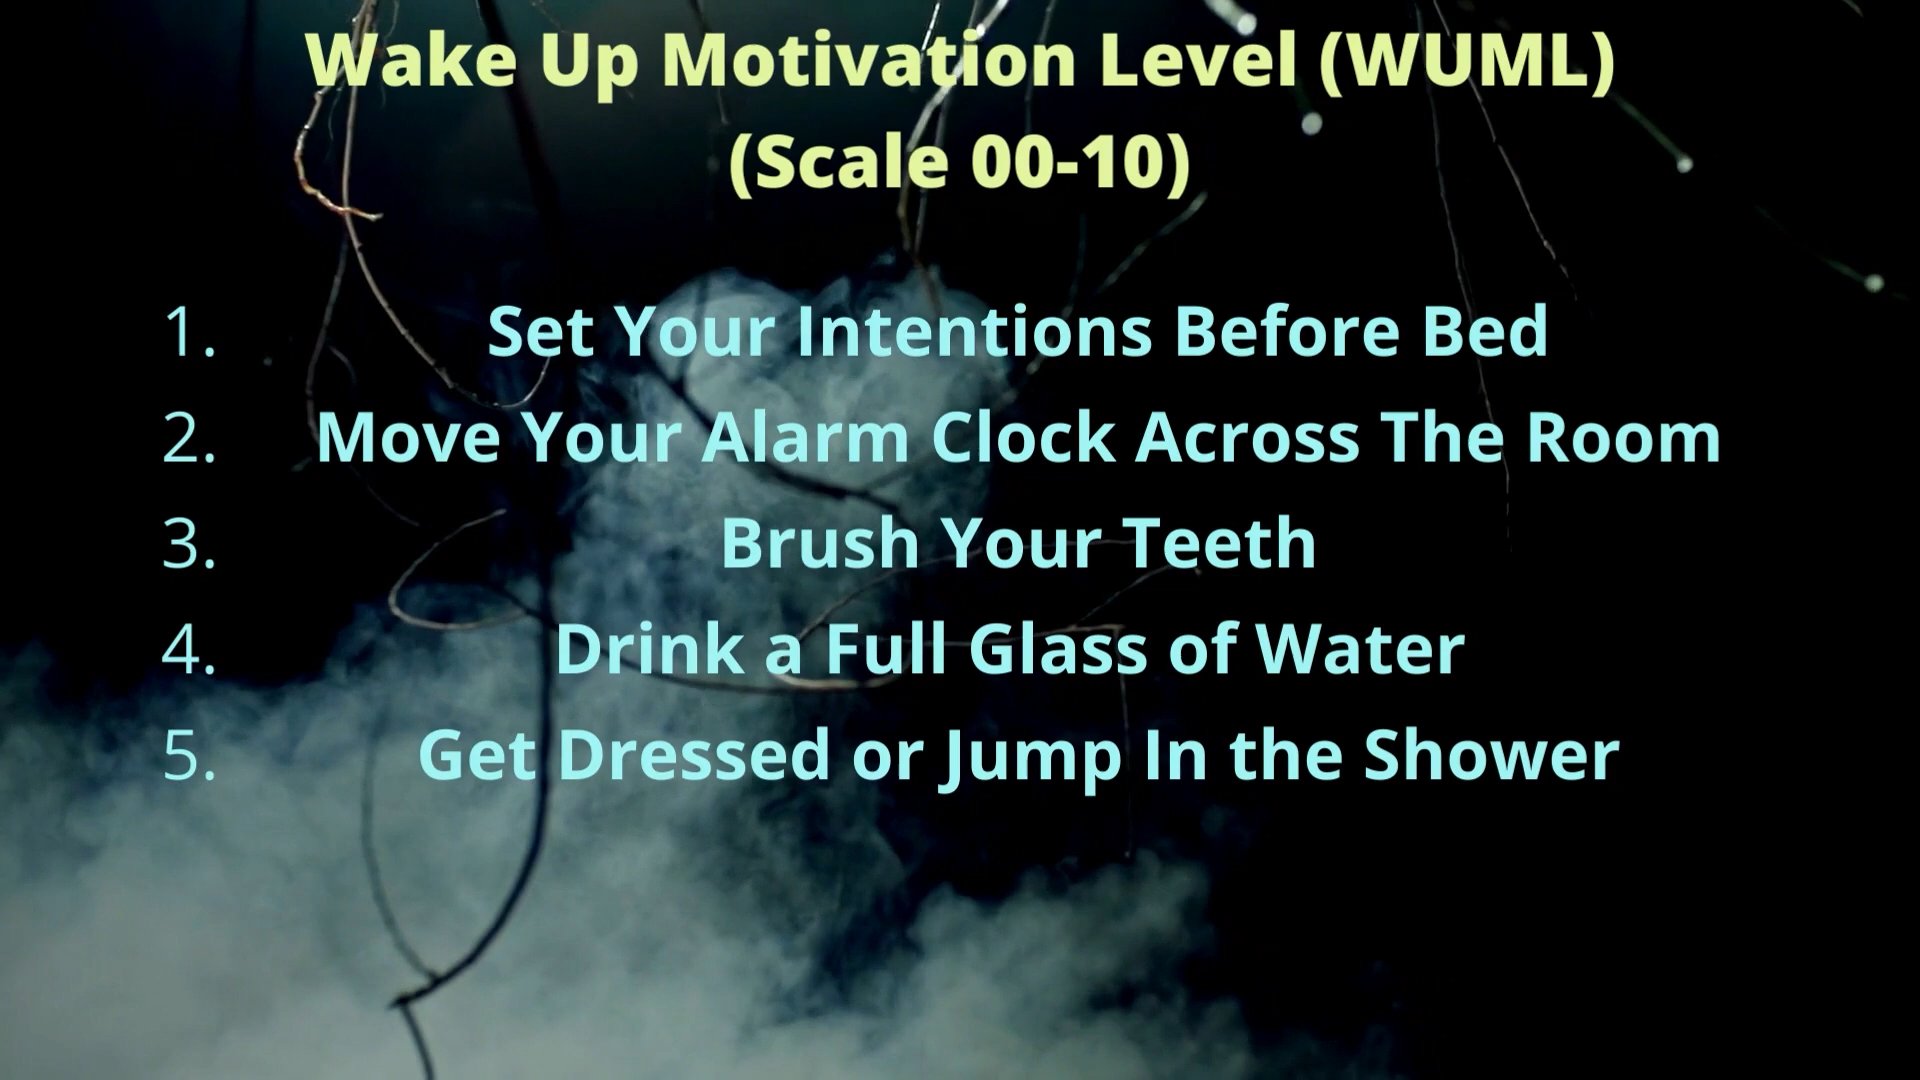 Wake Up Motivation Level (WUML)
(Scale 00-10)
1. Set Your Intentions Before Bed
2. Move Your Alarm Clock Across The Room
3. Brush Your Teeth
4. Drink a Full Glass of Water
5. Get Dressed or Jump In the Shower